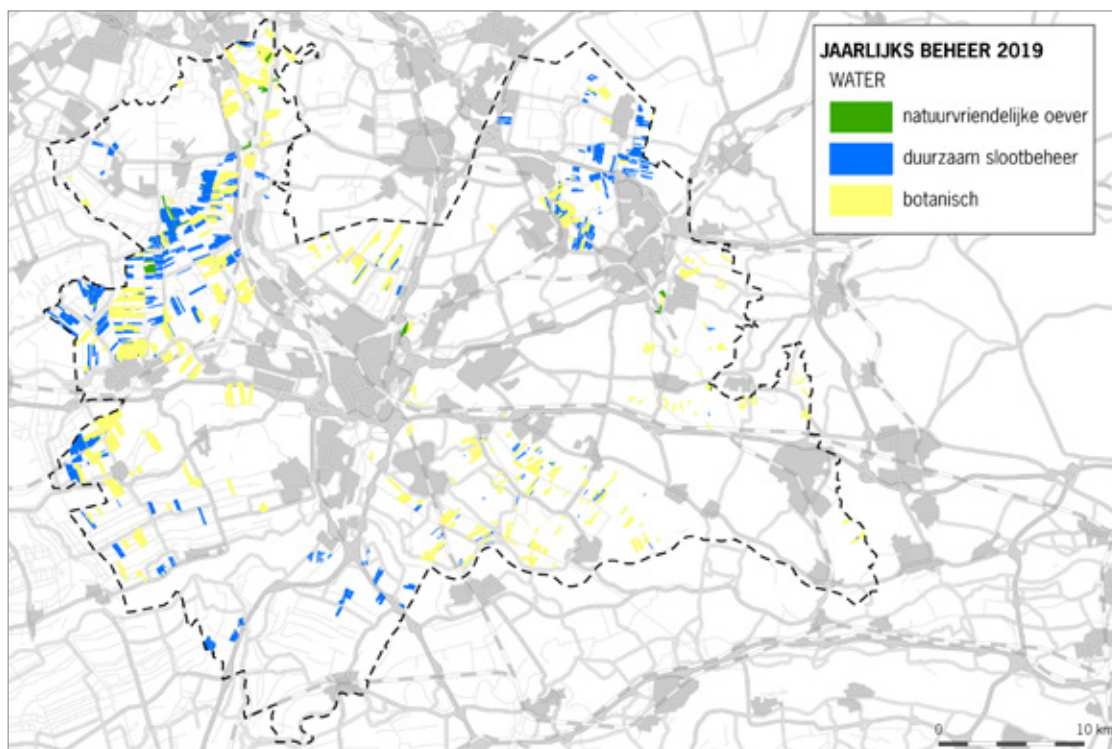 JAARLIJKS BEHEER 2019
WATER
natuurvriendelijke oever
duurzaam slootbeheer
botanisch
0 10 km